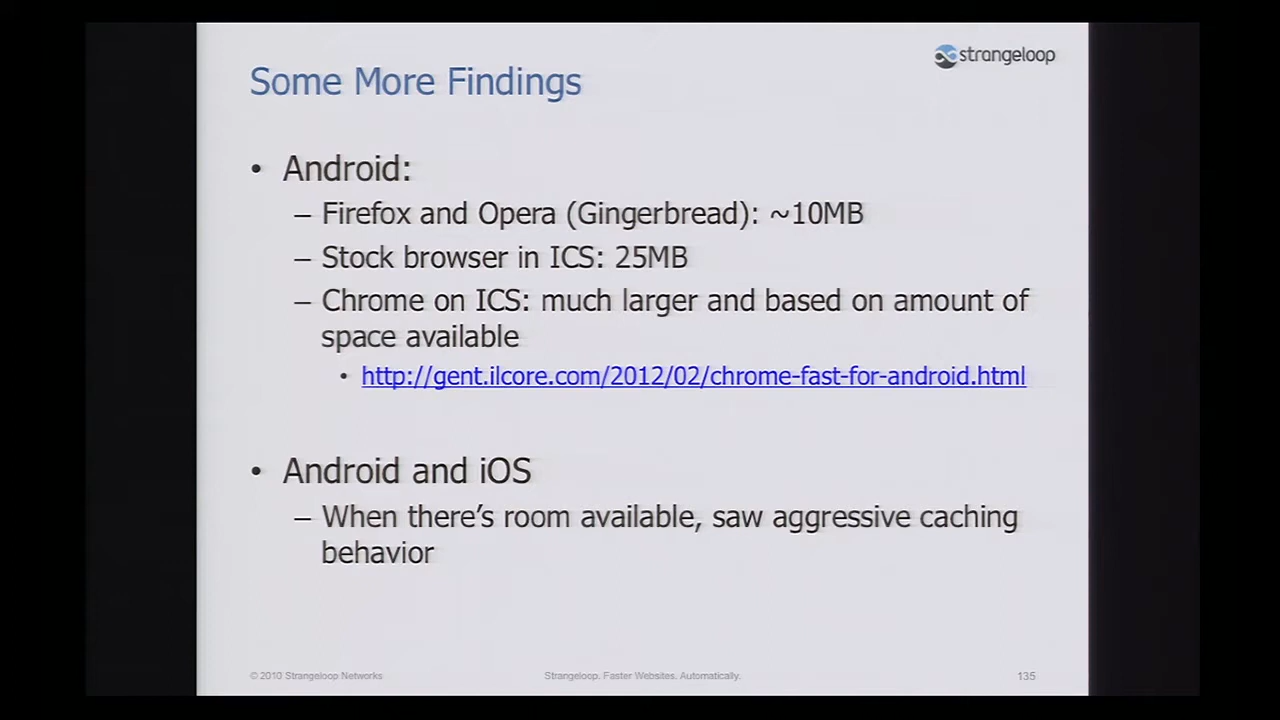 strangeloop
Some More Findings
• Android:
– Firefox and Opera (Gingerbread): ~10MB
– Stock browser in ICS: 25MB
– Chrome on ICS: much larger and based on amount of
space available
• http://gent.ilcore.com/2012/02/chrome-fast-for-android.html
• Android and iOS
– When there's room available, saw aggressive caching
behavior
© 2010 Strangeloop Networks
Strangeloop. Faster Websites. Automatically.
135